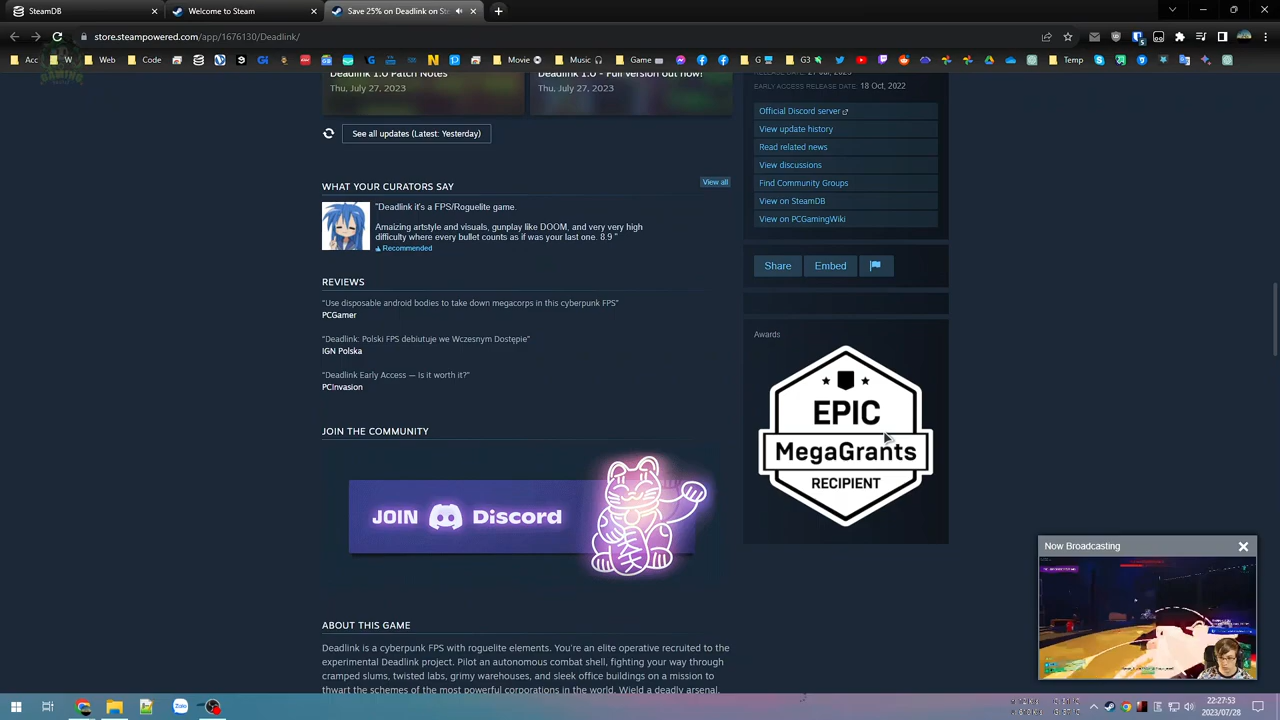 SteamDB
Welcome to Steam
Save 25% on Deadlink on Ste
store.steampowered.com/app/1676130/Deadlink/
Acc
Web
Codin
Movie
Music
Game
G1
G3
Temp
Deadlink 1.0 Patch Notes
Thu, July 27, 2023
Deadlink 1.0 - Full version out now!
Thu, July 27, 2023
See all updates (Latest: Yesterday)
EARLY ACCESS RELEASE DATE: 18 Oct, 2022
Official Discord server
View update history
Read related news
View discussions
Find Community Groups
View on SteamDB
View on PCGamingWiki
Share
Embed
WHAT YOUR CURATORS SAY
View all
"Deadlink it's a FPS/Roguelite game.
Amaizing artstyle and visuals, gunplay like DOOM, and very very high
difficulty where every bullet counts as if was your last one. 8.9 "
Recommended
REVIEWS
“Use disposable android bodies to take down megacorps in this cyberpunk FPS”
PCGamer
“Deadlink: Polski FPS debiutuje we Wczesnym Dostępie”
IGN Polska
“Deadlink Early Access — Is it worth it?”
PCInvasion
Awards
EPIC
MegaGrants
RECIPIENT
JOIN THE COMMUNITY
JOIN Discord
ABOUT THIS GAME
Deadlink is a cyberpunk FPS with roguelite elements. You're an elite operative recruited to the
experimental Deadlink project. Pilot an autonomous combat shell, fighting your way through
cramped slums, twisted labs, grimy warehouses, and sleek office buildings on a mission to
thwart the schemes of the most powerful corporations in the world. Wield a deadly arsenal,
Now Broadcasting
Zalo
22:27:53
2023/07/28